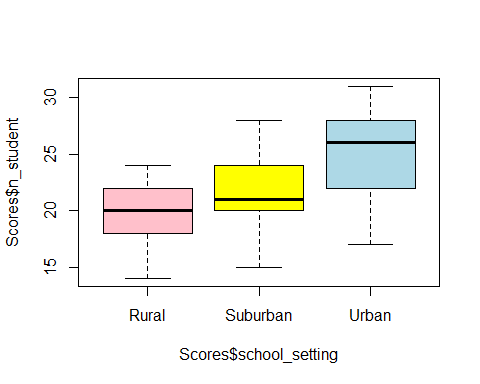 Scores$n_student
30
25
20
15
Rural Suburban Urban
Scores$school_setting